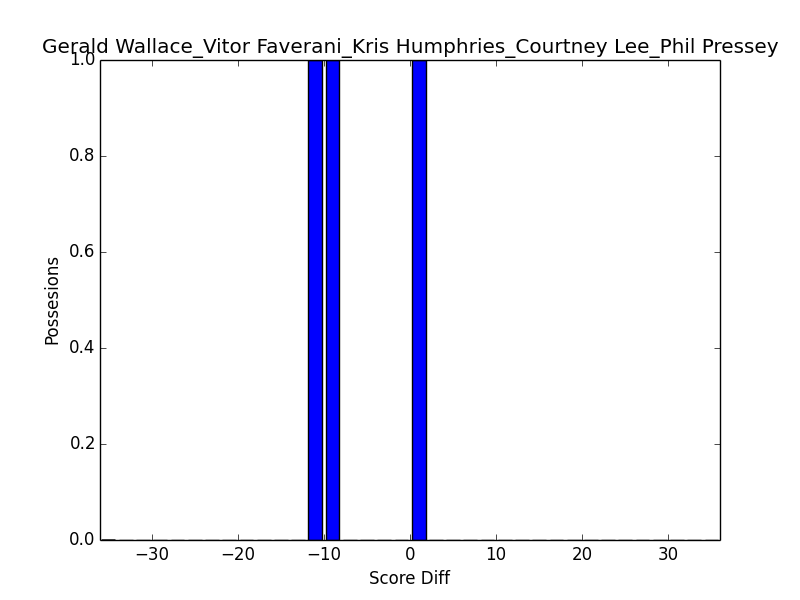 Gerald Wallace_Vitor Faverani_Kris Humphries_Courtney Lee_Phil Pressey
1.0
0.8
0.6
0.4
0.2
0.0
Possesions
−30 −20 −10 0 10 20 30
Score Diff